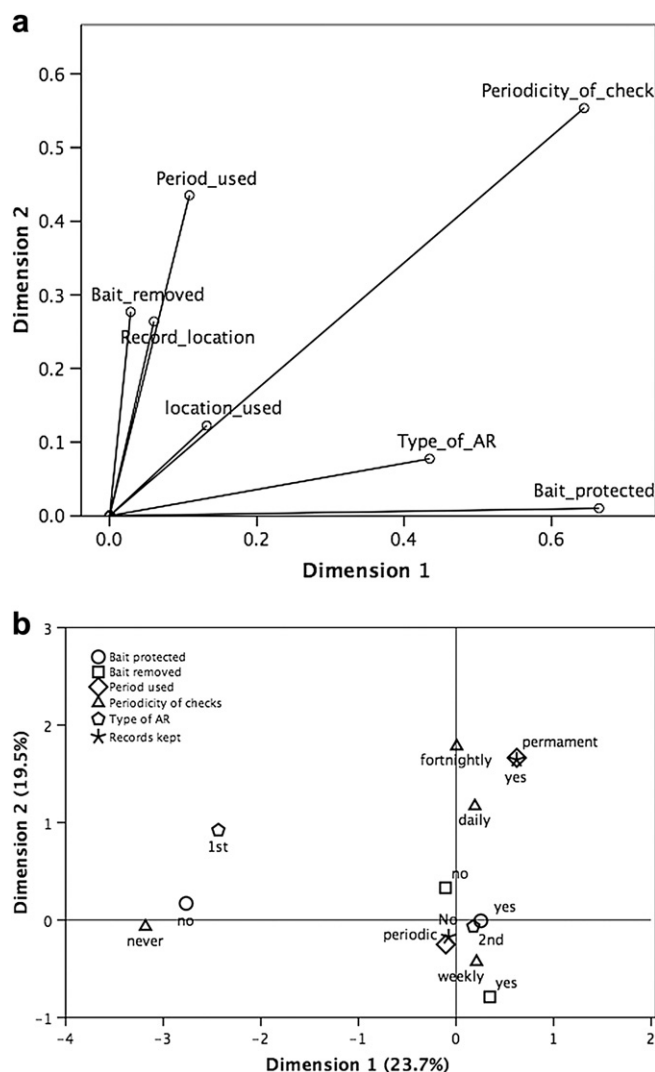 a
0.6
0.5
0.4
0.3
0.2
0.1
0.0
Dimension 2
Periodicity_of_check
Period_used
Bait_removed
Record_location
location_used
Type_of_AR
Bait_protected
0.0 0.2 0.4 0.6
Dimension 1
b
3
2
1
0
-1
Dimension 2 (19.5%)
Bait protected
Bait removed
Period used
Periodicity of checks
Type of AR
Records kept
permament
fortnightly
yes
daily
1st
no
no
yes
No
never
periodic
2nd
weekly
yes
-4 -3 -2 -1 0 1 2
Dimension 1 (23.7%)